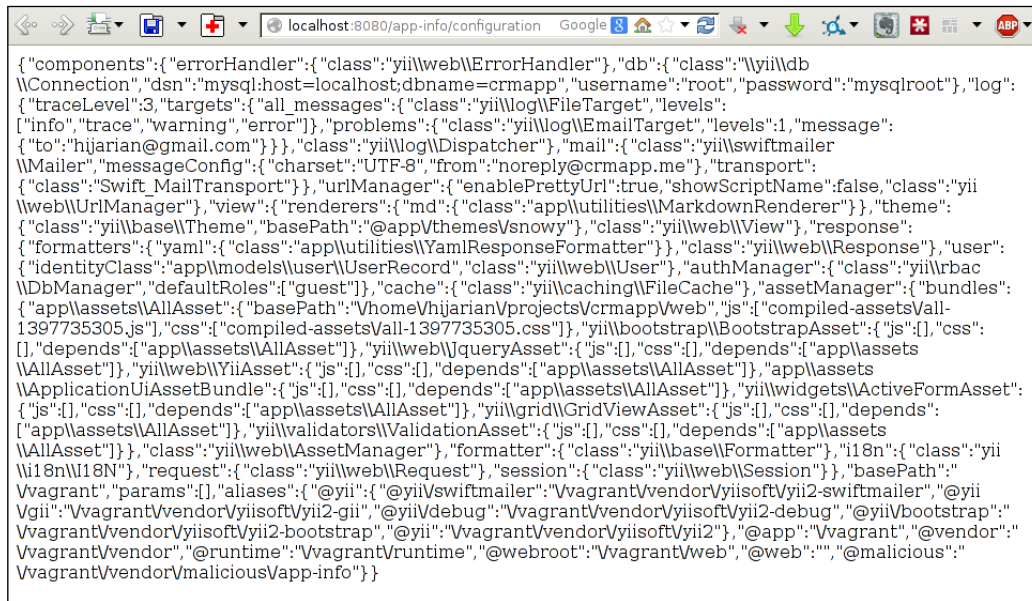 localhost:8080/app-info/configuration Google 8 ABP
{"components":{"errorHandler":{"class":"yii\\web\\ErrorHandler"},"db":{"class":"\\yii\\db
\\Connection","dsn":"mysql:host=localhost;dbname=crmapp","username":"root","password":"mysqlroot"},"log":
{"traceLevel":3,"targets":{"all_messages":{"class":"yii\\log\\FileTarget","levels":
["info","trace","warning","error"]},"problems":{"class":"yii\\log\\EmailTarget","levels":1,"message":
{"to":"hijarian@gmail.com"}}},"class":"yii\\log\\Dispatcher"},"mail":{"class":"yii\\swiftmailer
\\Mailer","messageConfig":{"charset":"UTF-8","from":"noreply@crmapp.me"},"transport":
{"class":"Swift_MailTransport"}},"urlManager":{"enablePrettyUrl":true,"showScriptName":false,"class":"yii
\\web\\UrlManager"},"view":{"renderers":{"md":{"class":"app\\utilities\\MarkdownRenderer"}},"theme":
{"class":"yii\\base\\Theme","basePath":"@app\/themes\/snowy"},"class":"yii\\web\\View"},"response":
{"formatters":{"yaml":{"class":"app\\utilities\\YamlResponseFormatter"}},"class":"yii\\web\\Response"},"user":
{"identityClass":"app\\models\\user\\UserRecord","class":"yii\\web\\User"},"authManager":{"class":"yii\\rbac
\\DbManager","defaultRoles":["guest"]},"cache":{"class":"yii\\caching\\FileCache"},"assetManager":{"bundles":
{"app\\assets\\AllAsset":{"basePath":"\/home\/hijarian\/projects\/crmapp\/web","js":["compiled-assets\/all-
1397735305.js"],"css":["compiled-assets\/all-1397735305.css"]},"yii\\bootstrap\\BootstrapAsset":{"js":[],"css":
[],"depends":["app\\assets\\AllAsset"]},"yii\\web\\JqueryAsset":{"js":[],"css":[],"depends":["app\\assets
\\AllAsset"]},"yii\\web\\YiiAsset":{"js":[],"css":[],"depends":["app\\assets\\AllAsset"]},"app\\assets
\\ApplicationUiAssetBundle":{"js":[],"css":[],"depends":["app\\assets\\AllAsset"]},"yii\\widgets\\ActiveFormAsset":
{"js":[],"css":[],"depends":["app\\assets\\AllAsset"]},"yii\\grid\\GridViewAsset":{"js":[],"css":[],"depends":
["app\\assets\\AllAsset"]},"yii\\validators\\ValidationAsset":{"js":[],"css":[],"depends":["app\\assets
\\AllAsset"]}},"class":"yii\\web\\AssetManager"},"formatter":{"class":"yii\\base\\Formatter"},"i18n":{"class":"yii
\\i18n\\I18N"},"request":{"class":"yii\\web\\Request"},"session":{"class":"yii\\web\\Session"}},"basePath":"
\/vagrant","params":[],"aliases":{"@yii":{"@yii\/swiftmailer":"\/vagrant\/vendor\/yiisoft\/yii2-swiftmailer","@yii
\/gii":"\/vagrant\/vendor\/yiisoft\/yii2-gii","@yii\/debug":"\/vagrant\/vendor\/yiisoft\/yii2-debug","@yii\/bootstrap":"
\/vagrant\/vendor\/yiisoft\/yii2-bootstrap","@yii":"\/vagrant\/vendor\/yiisoft\/yii2"},"@app":"\/vagrant","@vendor":"
\/vagrant\/vendor","@runtime":"\/vagrant\/runtime","@webroot":"\/vagrant\/web","@web":"","@malicious":"
\/vagrant\/vendor\/malicious\/app-info"}}